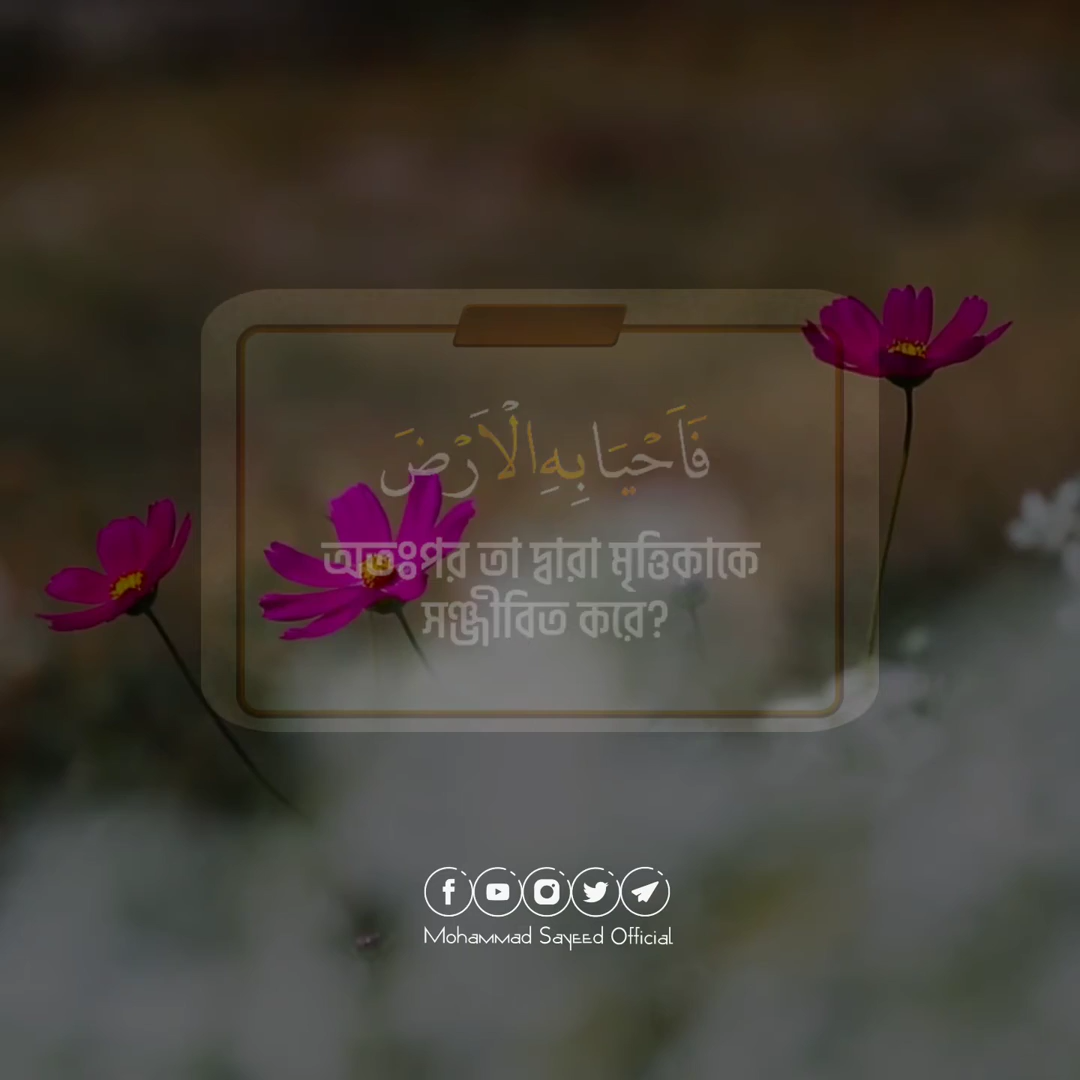 فَاَحْيَا بِهِ الْاَرْضَ
অতঃপর তা দ্বারা মৃত্তিকাকে
সঞ্জীবিত করে?
Mohammad Sayeed Official